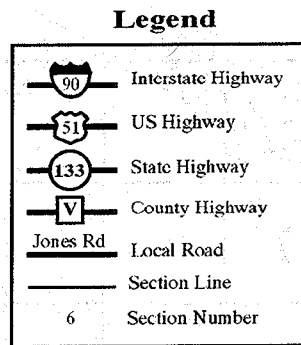 Legend
90 Interstate Highway
51 US Highway
133 State Highway
V County Highway
Jones Rd Local Road
Section Line
6 Section Number